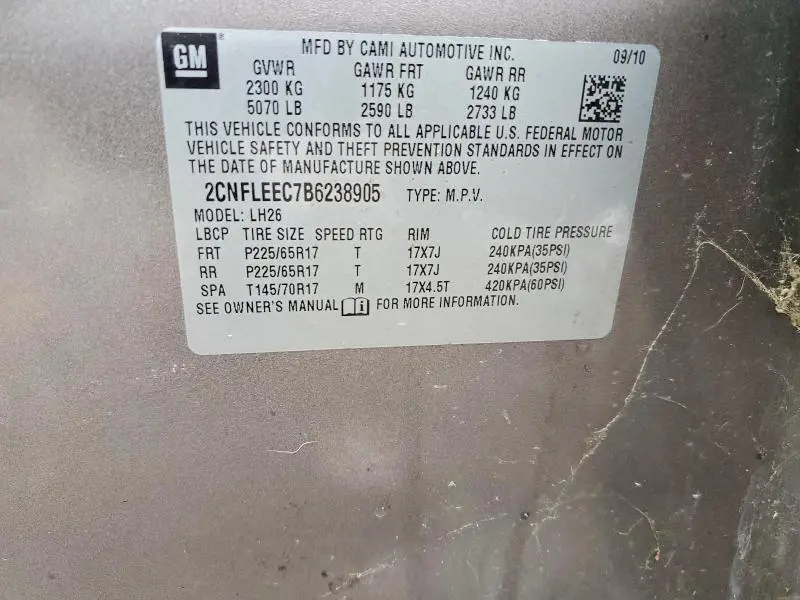 GM
MFD BY CAMI AUTOMOTIVE INC. 09/10
GVWR GAWR FRT GAWR RR
2300 KG 1175 KG 1240 KG
5070 LB 2590 LB 2733 LB
THIS VEHICLE CONFORMS TO ALL APPLICABLE U.S. FEDERAL MOTOR
VEHICLE SAFETY AND THEFT PREVENTION STANDARDS IN EFFECT ON
THE DATE OF MANUFACTURE SHOWN ABOVE.
2CNFLEEC7B6238905 TYPE: M.P.V.
MODEL: LH26
LBCP TIRE SIZE SPEED RTG RIM COLD TIRE PRESSURE
FRT P225/65R17 T 17X7J 240KPA(35PSI)
RR P225/65R17 T 17X7J 240KPA(35PSI)
SPA T145/70R17 M 17X4.5T 420KPA(60PSI)
SEE OWNER'S MANUAL i FOR MORE INFORMATION.